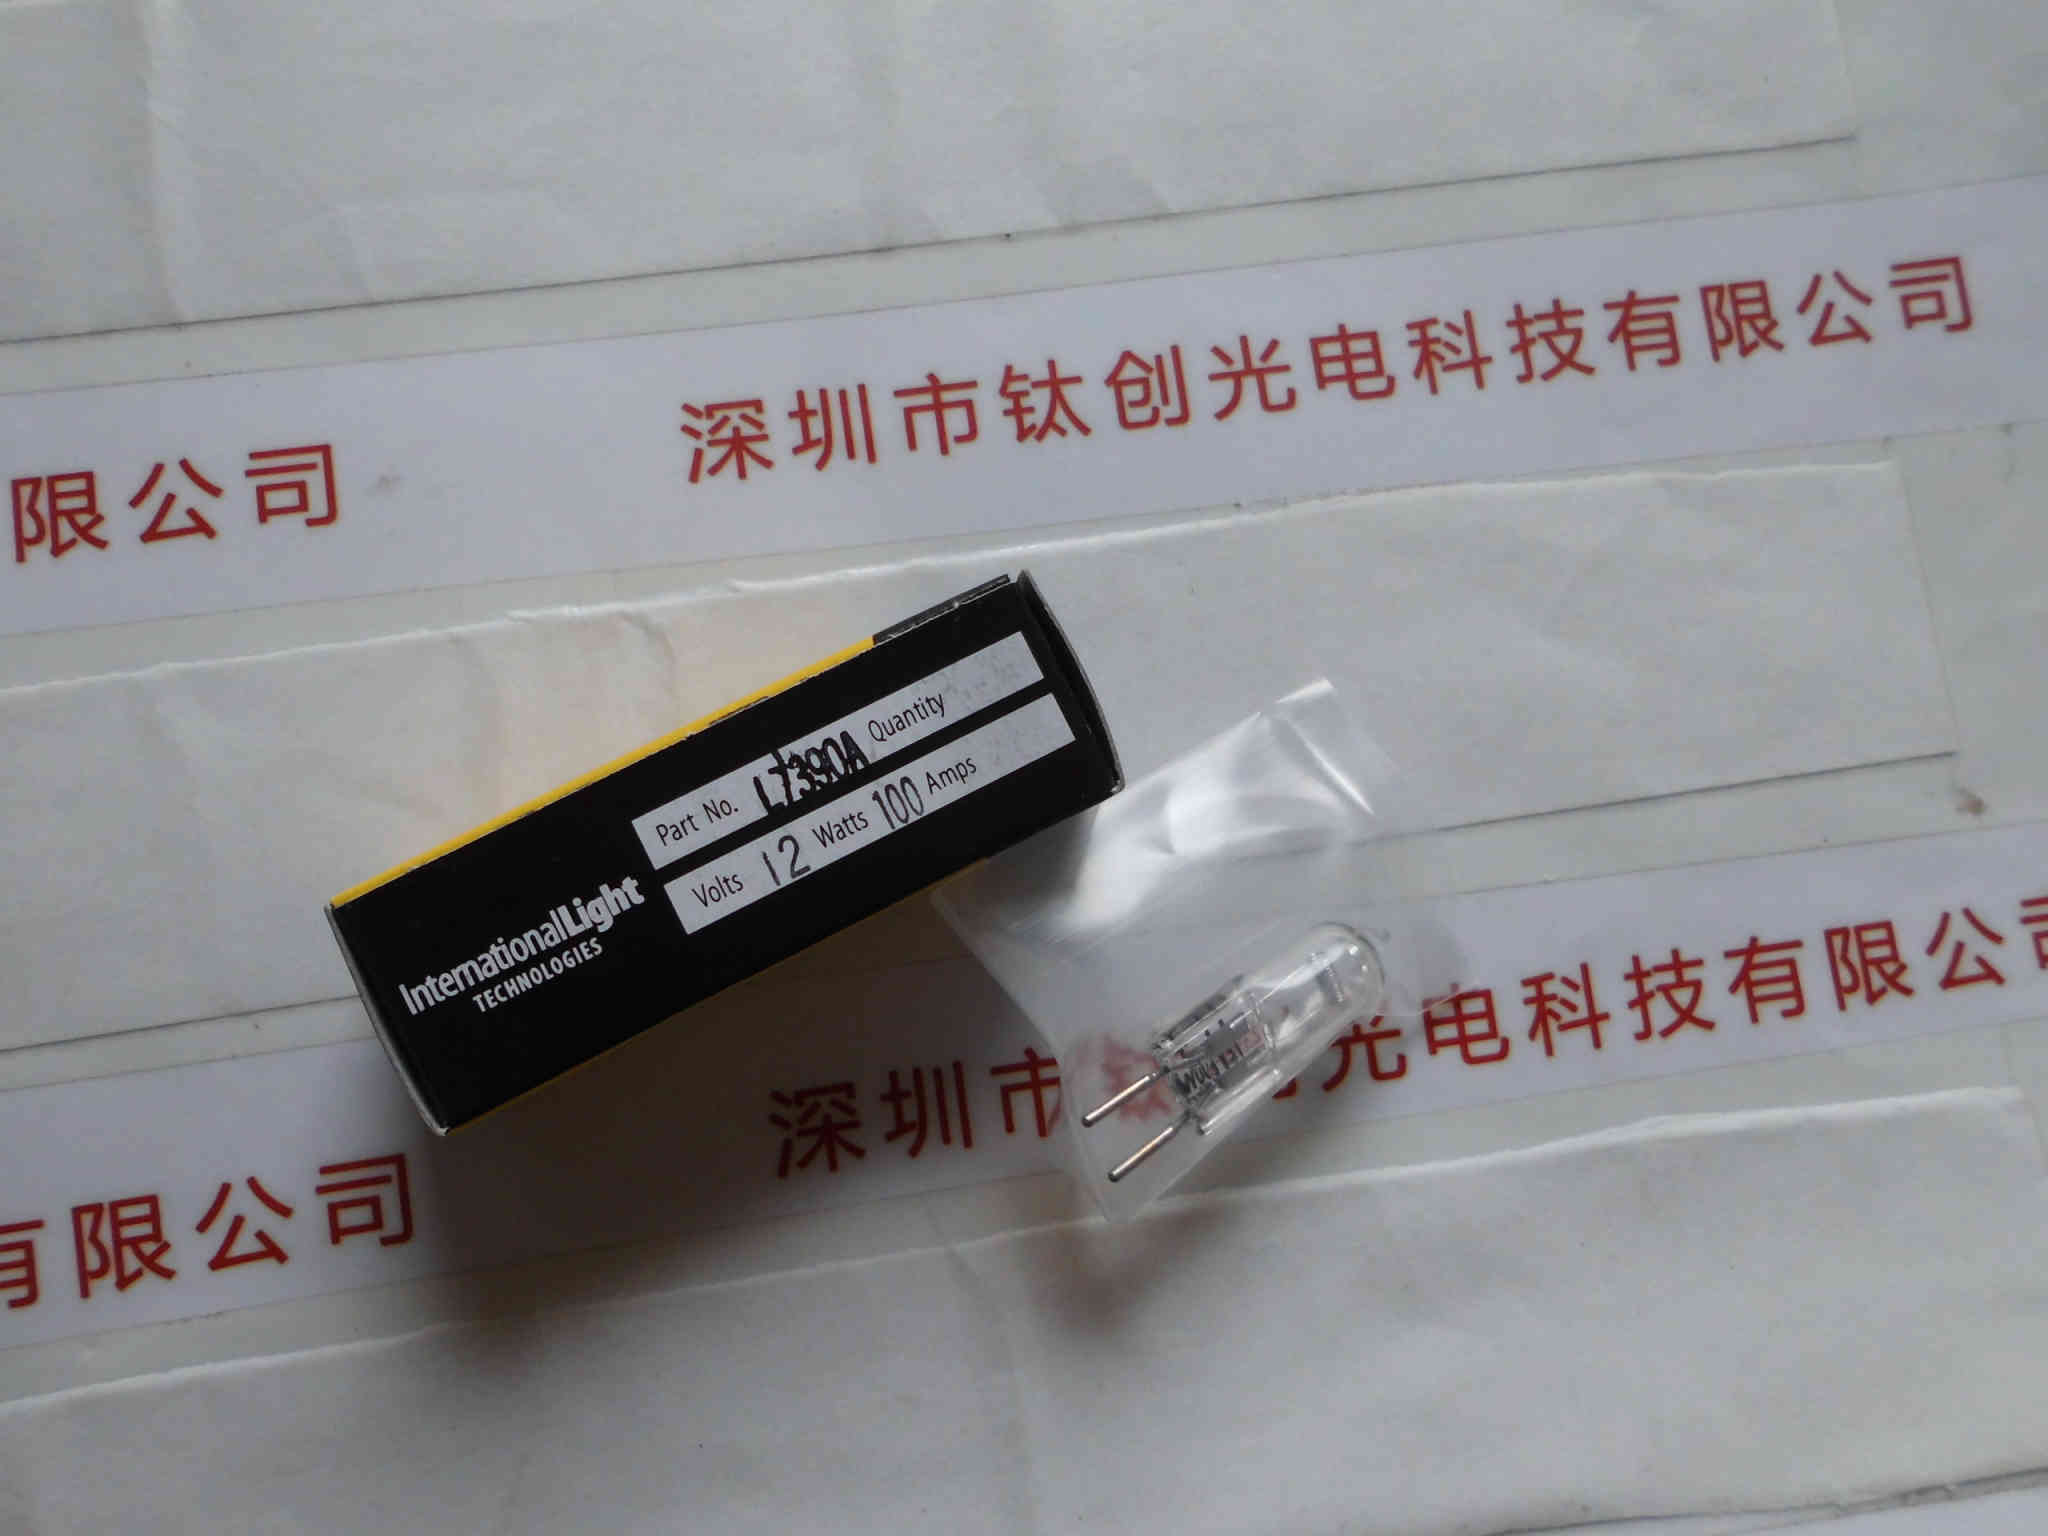 深圳市钛创光电科技有限公司
限公司
Part No. L7390A Quantity
Volts 12 Watts 100 Amps
InternationalLight
TECHNOLOGIES
深圳市 光电科技有限公司
有限公司